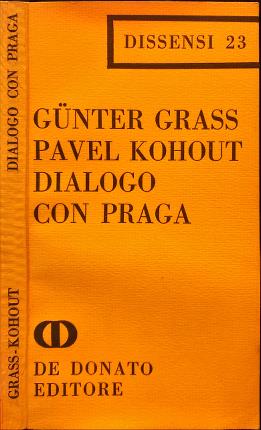 DISSENSI 23
GÜNTER GRASS
PAVEL KOHOUT
DIALOGO
CON PRAGA
DE DONATO
EDITORE
GRASS-KOHOUT DIALOGO CON PRAGA